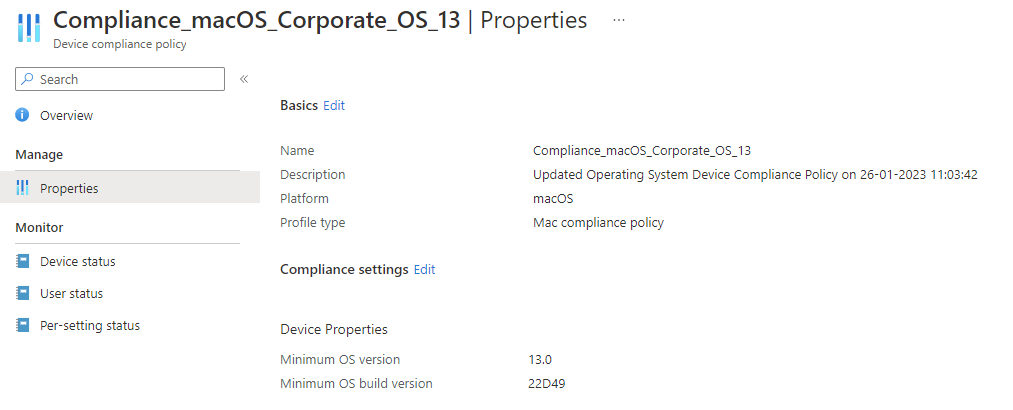 Compliance_macOS_Corporate_OS_13 | Properties ...
Device compliance policy
Search «
Overview
Manage
Properties
Monitor
Device status
User status
Per-setting status
Basics Edit
Name Compliance_macOS_Corporate_OS_13
Description Updated Operating System Device Compliance Policy on 26-01-2023 11:03:42
Platform macOS
Profile type Mac compliance policy
Compliance settings Edit
Device Properties
Minimum OS version 13.0
Minimum OS build version 22D49